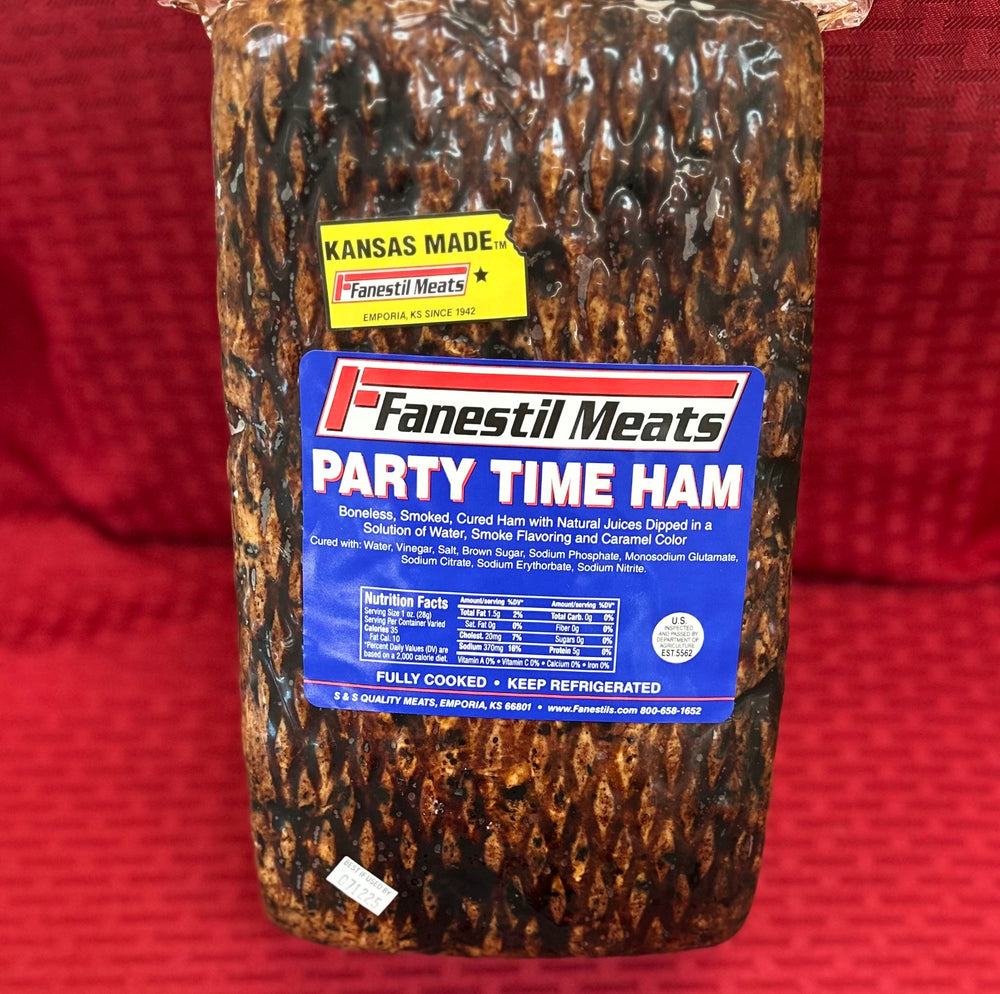 KANSAS MADE™
Fanestil Meats
EMPORIA, KS SINCE 1942
Fanestil Meats
PARTY TIME HAM
Boneless, Smoked, Cured Ham with Natural Juices Dipped in a
Solution of Water, Smoke Flavoring and Caramel Color
Cured with: Water, Vinegar, Salt, Brown Sugar, Sodium Phosphate, Monosodium Glutamate,
Sodium Citrate, Sodium Erythorbate, Sodium Nitrite.
Nutrition Facts
Serving Size 1 oz. (28g)
Serving Per Container Varied
Calories 35
Fat Cal. 10
*Percent Daily Values (DV) are
based on a 2,000 calorie diet.
Amount/serving %DV*
Total Fat 1.5g 2%
Sat. Fat 0g 0%
Cholest. 20mg 7%
Sodium 370mg 16%
Amount/serving %DV*
Total Carb. 0g 0%
Fiber 0g 0%
Sugars 0g 0%
Protein 5g 0%
Vitamin A 0% • Vitamin C 0% • Calcium 0% • Iron 0%
U.S.
INSPECTED
AND PASSED BY
DEPARTMENT OF
AGRICULTURE
EST.5562
FULLY COOKED • KEEP REFRIGERATED
S & S QUALITY MEATS, EMPORIA, KS 66801 • www.Fanestils.com 800-658-1652
BEST IF USED BY
071225